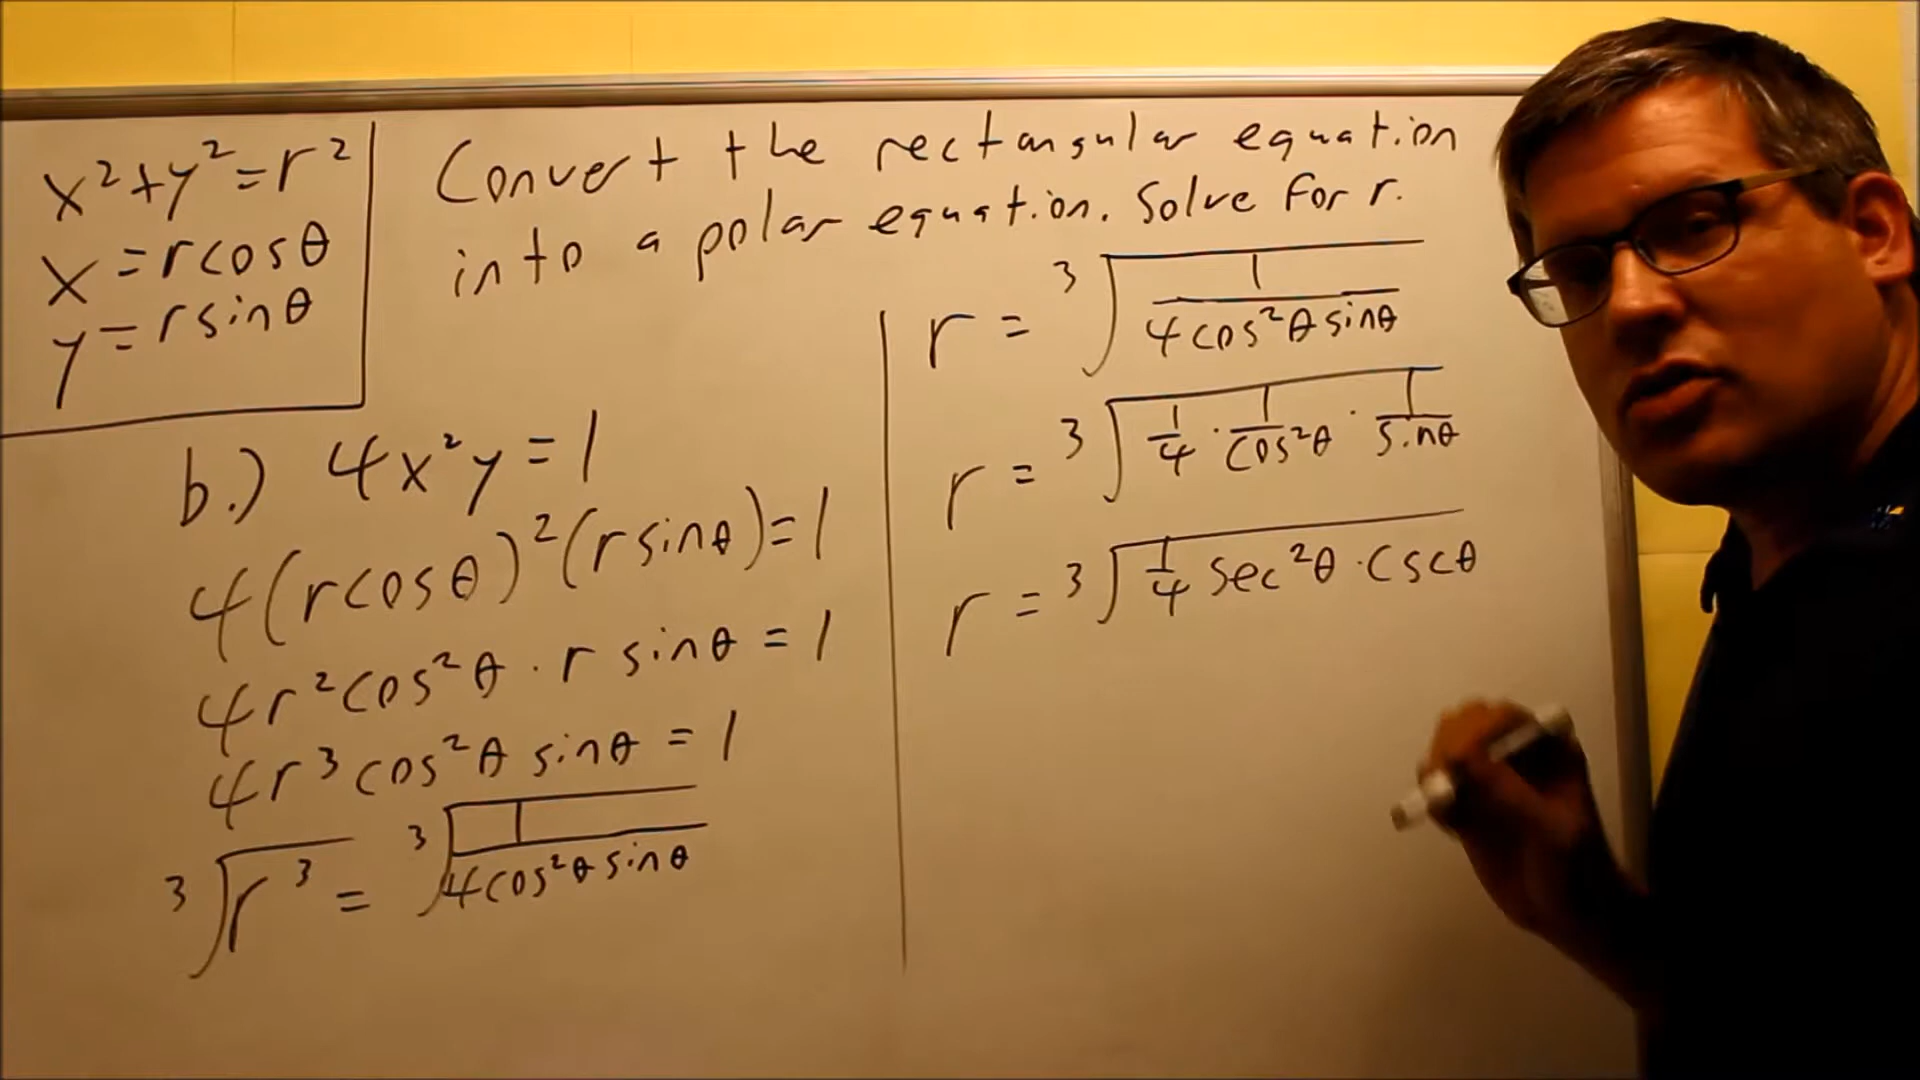 x²+y²=r²
x=rcosθ
y=rsinθ
Convert the rectangular equation
into a polar equation. Solve for r.
b.) 4x²y=1
4(rcosθ)²(rsinθ)=1
4r²cos²θ·r sinθ=1
4r³cos²θ sinθ=1
∛r³ = ∛(1/(4cos²θ sinθ))
r = ∛(1/(4cos²θ sinθ))
r = ∛(1/4 · 1/cos²θ · 1/sinθ)
r = ∛(1/4 sec²θ · cscθ)